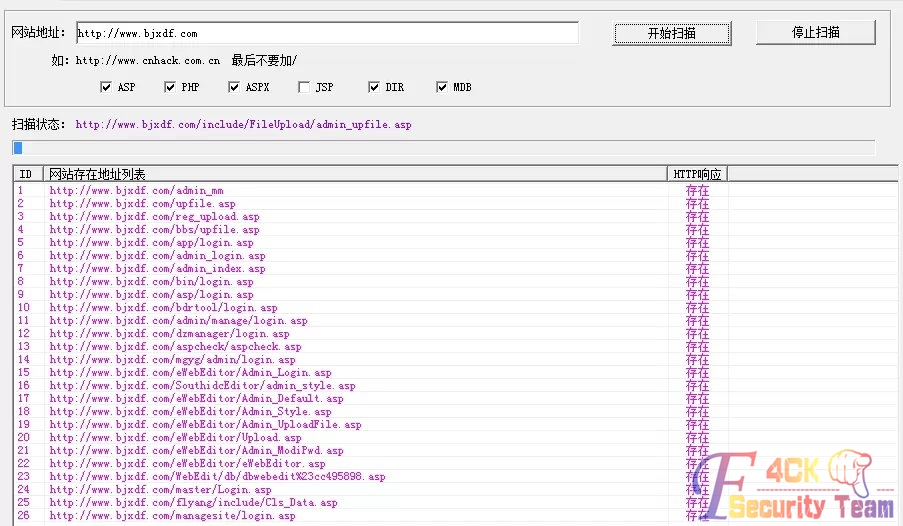 网站地址： http://www.bjxdf.com 开始扫描 停止扫描
如：http://www.cnhack.com.cn 最后不要加/
ASP PHP ASPX JSP DIR MDB
扫描状态： http://www.bjxdf.com/include/FileUpload/admin_upfile.asp
ID 网站存在地址列表 HTTP响应
1 http://www.bjxdf.com/admin_mm 存在
2 http://www.bjxdf.com/upfile.asp 存在
3 http://www.bjxdf.com/reg_upload.asp 存在
4 http://www.bjxdf.com/bbs/upfile.asp 存在
5 http://www.bjxdf.com/app/login.asp 存在
6 http://www.bjxdf.com/admin_login.asp 存在
7 http://www.bjxdf.com/admin_index.asp 存在
8 http://www.bjxdf.com/bin/login.asp 存在
9 http://www.bjxdf.com/asp/login.asp 存在
10 http://www.bjxdf.com/bdrtool/login.asp 存在
11 http://www.bjxdf.com/admin/manage/login.asp 存在
12 http://www.bjxdf.com/dzmanager/login.asp 存在
13 http://www.bjxdf.com/aspcheck/aspcheck.asp 存在
14 http://www.bjxdf.com/mgyg/admin/login.asp 存在
15 http://www.bjxdf.com/eWebEditor/Admin_Login.asp 存在
16 http://www.bjxdf.com/SouthidcEditor/admin_style.asp 存在
17 http://www.bjxdf.com/eWebEditor/Admin_Default.asp 存在
18 http://www.bjxdf.com/eWebEditor/Admin_Style.asp 存在
19 http://www.bjxdf.com/eWebEditor/Admin_UploadFile.asp 存在
20 http://www.bjxdf.com/eWebEditor/Upload.asp 存在
21 http://www.bjxdf.com/eWebEditor/Admin_ModiPwd.asp 存在
22 http://www.bjxdf.com/eWebEditor/eWebEditor.asp 存在
23 http://www.bjxdf.com/WebEdit/db/dbwebedit%23cc495898.asp 存在
24 http://www.bjxdf.com/master/Login.asp 存在
25 http://www.bjxdf.com/flyang/include/Cls_Data.asp 存在
26 http://www.bjxdf.com/managesite/login.asp 存在
F4CK
Security Team